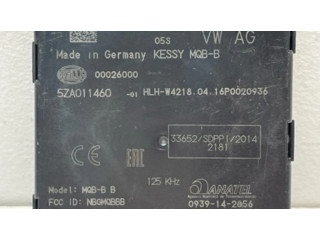 05S VW AG
Made in Germany KESSY MQB-B
00026000
5ZA011460 -01 HLH-W4218.04.16P0020936
33652/SDPPI/2014
2181
CE EAC
125 KHz
ANATEL
Model: MQB-B B
FCC ID: NBGMQBBB
0939-14-2856